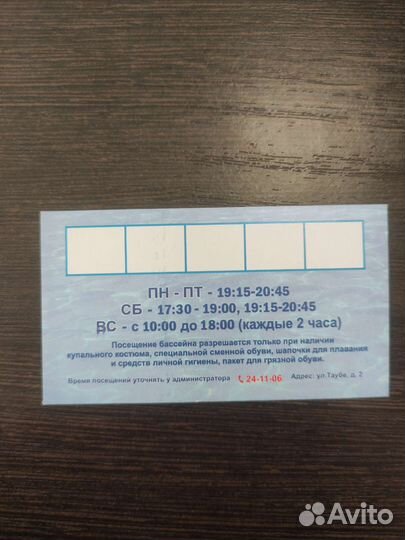 ПН - ПТ - 19:15-20:45
СБ - 17:30 - 19:00, 19:15-20:45
ВС - с 10:00 до 18:00 (каждые 2 часа)
Посещение бассейна разрешается только при наличии
купального костюма, специальной сменной обуви, шапочки для плавания
и средств личной гигиены, пакет для грязной обуви.
Время посещения уточнять у администратора 24-11-06 Адрес: ул.Таубе, д. 2
Avito